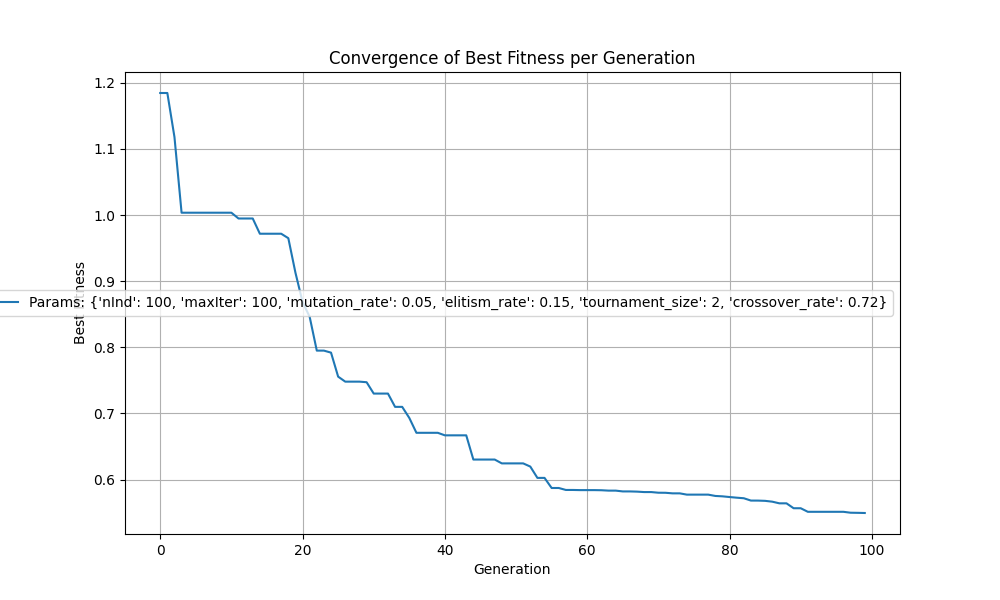 Convergence of Best Fitness per Generation
1.2
1.1
1.0
0.9
0.8
0.7
0.6
Best
ness
Params: {'nInd': 100, 'maxIter': 100, 'mutation_rate': 0.05, 'elitism_rate': 0.15, 'tournament_size': 2, 'crossover_rate': 0.72}
0 20 40 60 80 100
Generation